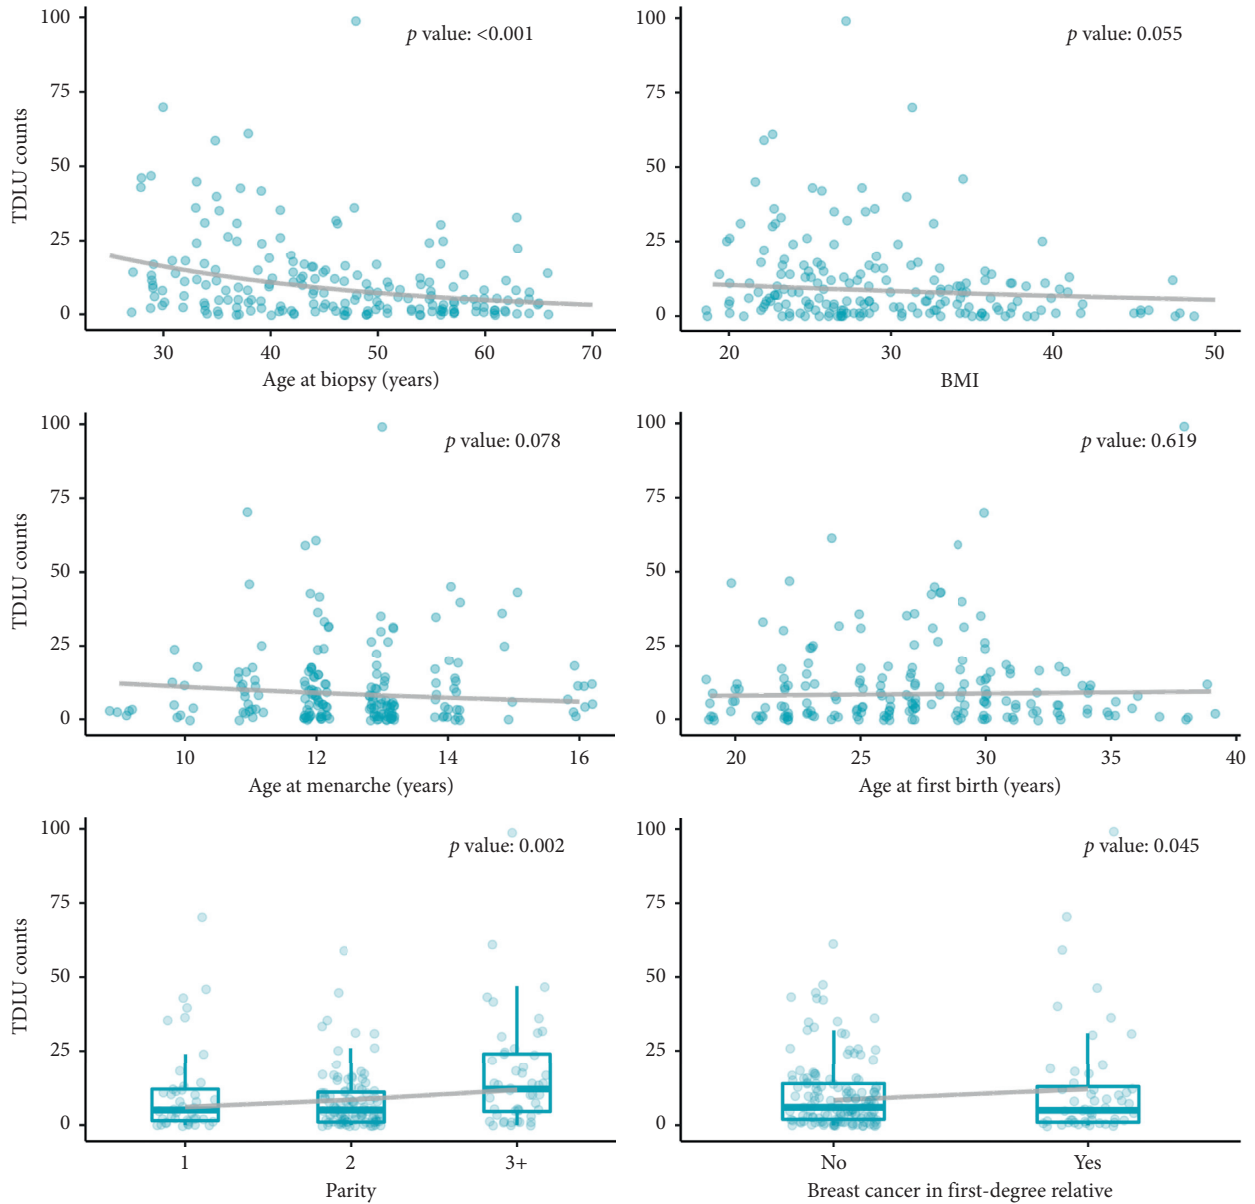 100
75
50
25
0
TDLU counts
p value: <0.001
30 40 50 60 70
Age at biopsy (years)
100
75
50
25
0
p value: 0.055
20 30 40 50
BMI
100
75
50
25
0
TDLU counts
p value: 0.078
10 12 14 16
Age at menarche (years)
100
75
50
25
0
p value: 0.619
20 25 30 35 40
Age at first birth (years)
100
75
50
25
0
TDLU counts
p value: 0.002
1 2 3+
Parity
100
75
50
25
0
p value: 0.045
No Yes
Breast cancer in first-degree relative